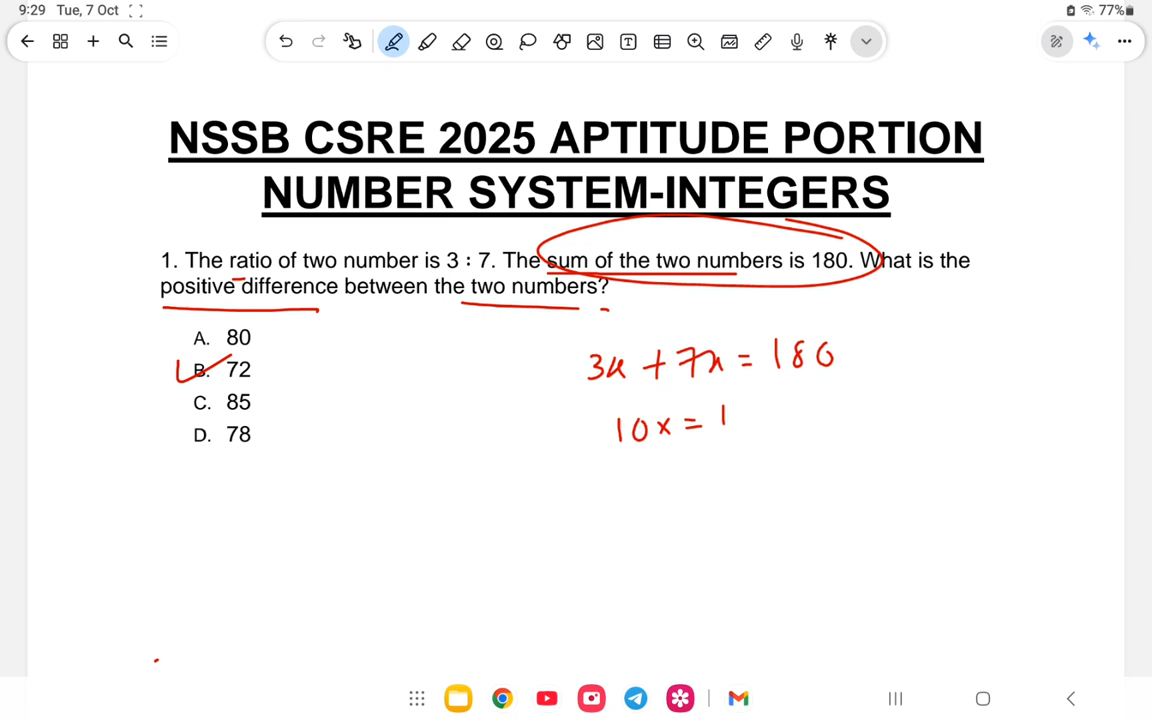 9:29 Tue, 7 Oct
77%
NSSB CSRE 2025 APTITUDE PORTION
NUMBER SYSTEM-INTEGERS
1. The ratio of two number is 3 : 7. The sum of the two numbers is 180. What is the
positive difference between the two numbers?
A. 80
B. 72
C. 85
D. 78
3x + 7x = 180
10x = 1